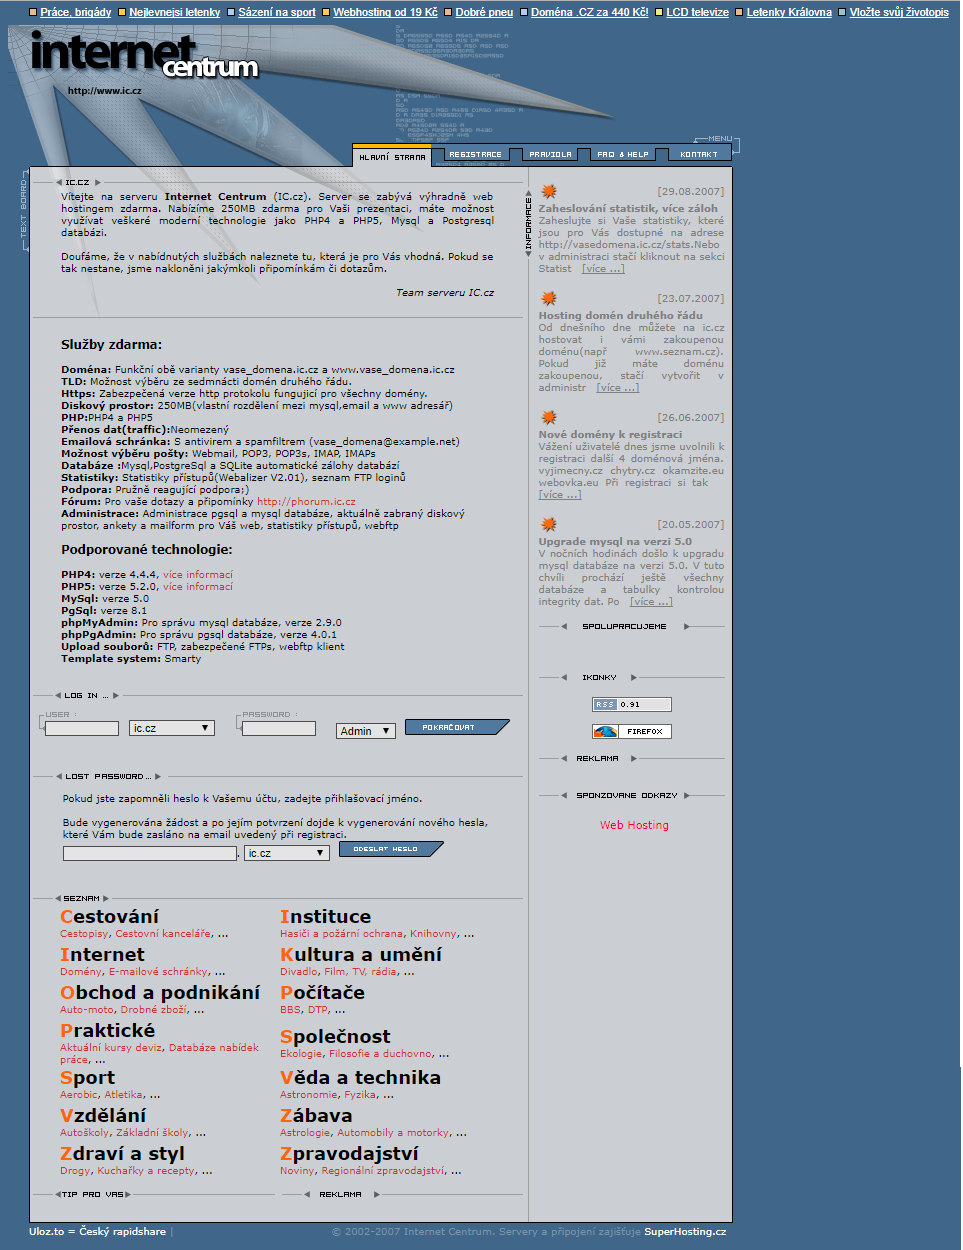 Práce, brigády Nejlevnejsi letenky Sázení na sport Webhosting od 19 Kč Dobré pneu Doména .CZ za 440 Kč! LCD televize Letenky Královna Vložte svůj životopis
internet
centrum
http://www.ic.cz
MENU
HLAVNÍ STRANA REGISTRACE PRAVIDLA FAQ & HELP KONTAKT
TEXT BOARD
IC.CZ
Vítejte na serveru Internet Centrum (IC.cz). Server se zabývá výhradně web
hostingem zdarma. Nabízíme 250MB zdarma pro Vaši prezentaci, máte možnost
využívat veškeré moderní technologie jako PHP4 a PHP5, Mysql a Postgresql
databázi.
Doufáme, že v nabídnutých službách naleznete tu, která je pro Vás vhodná. Pokud se
tak nestane, jsme nakloněni jakýmkoli připomínkám či dotazům.
Team serveru IC.cz
Služby zdarma:
Doména: Funkční obě varianty vase_domena.ic.cz a www.vase_domena.ic.cz
TLD: Možnost výběru ze sedmnácti domén druhého řádu.
Https: Zabezpečená verze http protokolu fungujicí pro všechny domény.
Diskový prostor: 250MB(vlastní rozdělení mezi mysql,email a www adresář)
PHP:PHP4 a PHP5
Přenos dat(traffic):Neomezený
Emailová schránka: S antivirem a spamfiltrem (vase_domena@example.net)
Možnost výběru pošty: Webmail, POP3, POP3s, IMAP, IMAPs
Databáze :Mysql,PostgreSql a SQLite automatické zálohy databází
Statistiky: Statistiky přístupů(Webalizer V2.01), seznam FTP loginů
Podpora: Pružně reagující podpora;)
Fórum: Pro vaše dotazy a připomínky http://phorum.ic.cz
Administrace: Administrace pgsql a mysql databáze, aktuálně zabraný diskový
prostor, ankety a mailform pro Váš web, statistiky přístupů, webftp
Podporované technologie:
PHP4: verze 4.4.4, více informací
PHP5: verze 5.2.0, více informací
MySql: verze 5.0
PgSql: verze 8.1
phpMyAdmin: Pro správu mysql databáze, verze 2.9.0
phpPgAdmin: Pro správu pgsql databáze, verze 4.0.1
Upload souborů: FTP, zabezpečené FTPs, webftp klient
Template system: Smarty
LOG IN ...
USER : PASSWORD :
ic.cz Admin POKRAČOVAT
LOST PASSWORD...
Pokud jste zapomněli heslo k Vašemu účtu, zadejte přihlašovací jméno.
Bude vygenerována žádost a po jejím potvrzení dojde k vygenerování nového hesla,
které Vám bude zasláno na email uvedený při registraci.
. ic.cz ODESLAT HESLO
SEZNAM
Cestování
Cestopisy, Cestovní kanceláře, ...
Instituce
Hasiči a požární ochrana, Knihovny, ...
Internet
Domény, E-mailové schránky, ...
Kultura a umění
Divadlo, Film, TV, rádia, ...
Obchod a podnikání
Auto-moto, Drobné zboží, ...
Počítače
BBS, DTP, ...
Praktické
Aktuální kursy deviz, Databáze nabídek
práce, ...
Společnost
Ekologie, Filosofie a duchovno, ...
Sport
Aerobic, Atletika, ...
Věda a technika
Astronomie, Fyzika, ...
Vzdělání
Autoškoly, Základní školy, ...
Zábava
Astrologie, Automobily a motorky, ...
Zdraví a styl
Drogy, Kuchařky a recepty, ...
Zpravodajství
Noviny, Regionální zpravodajství, ...
TIP PRO VAS REKLAMA
INFORMACE
[29.08.2007]
Zaheslování statistik, více záloh
Zaheslujte si Vaše statistiky, které
jsou pro Vás dostupné na adrese
http://vasedomena.ic.cz/stats.Nebo
v administraci stačí kliknout na sekci
Statist [více ...]
[23.07.2007]
Hosting domén druhého řádu
Od dnešního dne můžete na ic.cz
hostovat i vámi zakoupenou
doménu(např www.seznam.cz).
Pokud již máte doménu
zakoupenou, stačí vytvořit v
administr [více ...]
[26.06.2007]
Nové domény k registraci
Vážení uživatelé dnes jsme uvolnili k
registraci další 4 doménová jména.
vyjimecny.cz chytry.cz okamzite.eu
webovka.eu Při registraci si tak
[více ...]
[20.05.2007]
Upgrade mysql na verzi 5.0
V nočních hodinách došlo k upgradu
mysql databáze na verzi 5.0. V tuto
chvíli prochází ještě všechny
databáze a tabulky kontrolou
integrity dat. Po [více ...]
SPOLUPRACUJEME
IKONKY
RSS 0.91
FIREFOX
REKLAMA
SPONZOVANE ODKAZY
Web Hosting
Uloz.to = Český rapidshare | © 2002-2007 Internet Centrum. Servery a připojení zajišťuje SuperHosting.cz